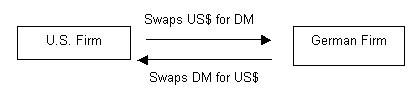 Swaps US$ for DM
U.S. Firm
German Firm
Swaps DM for US$